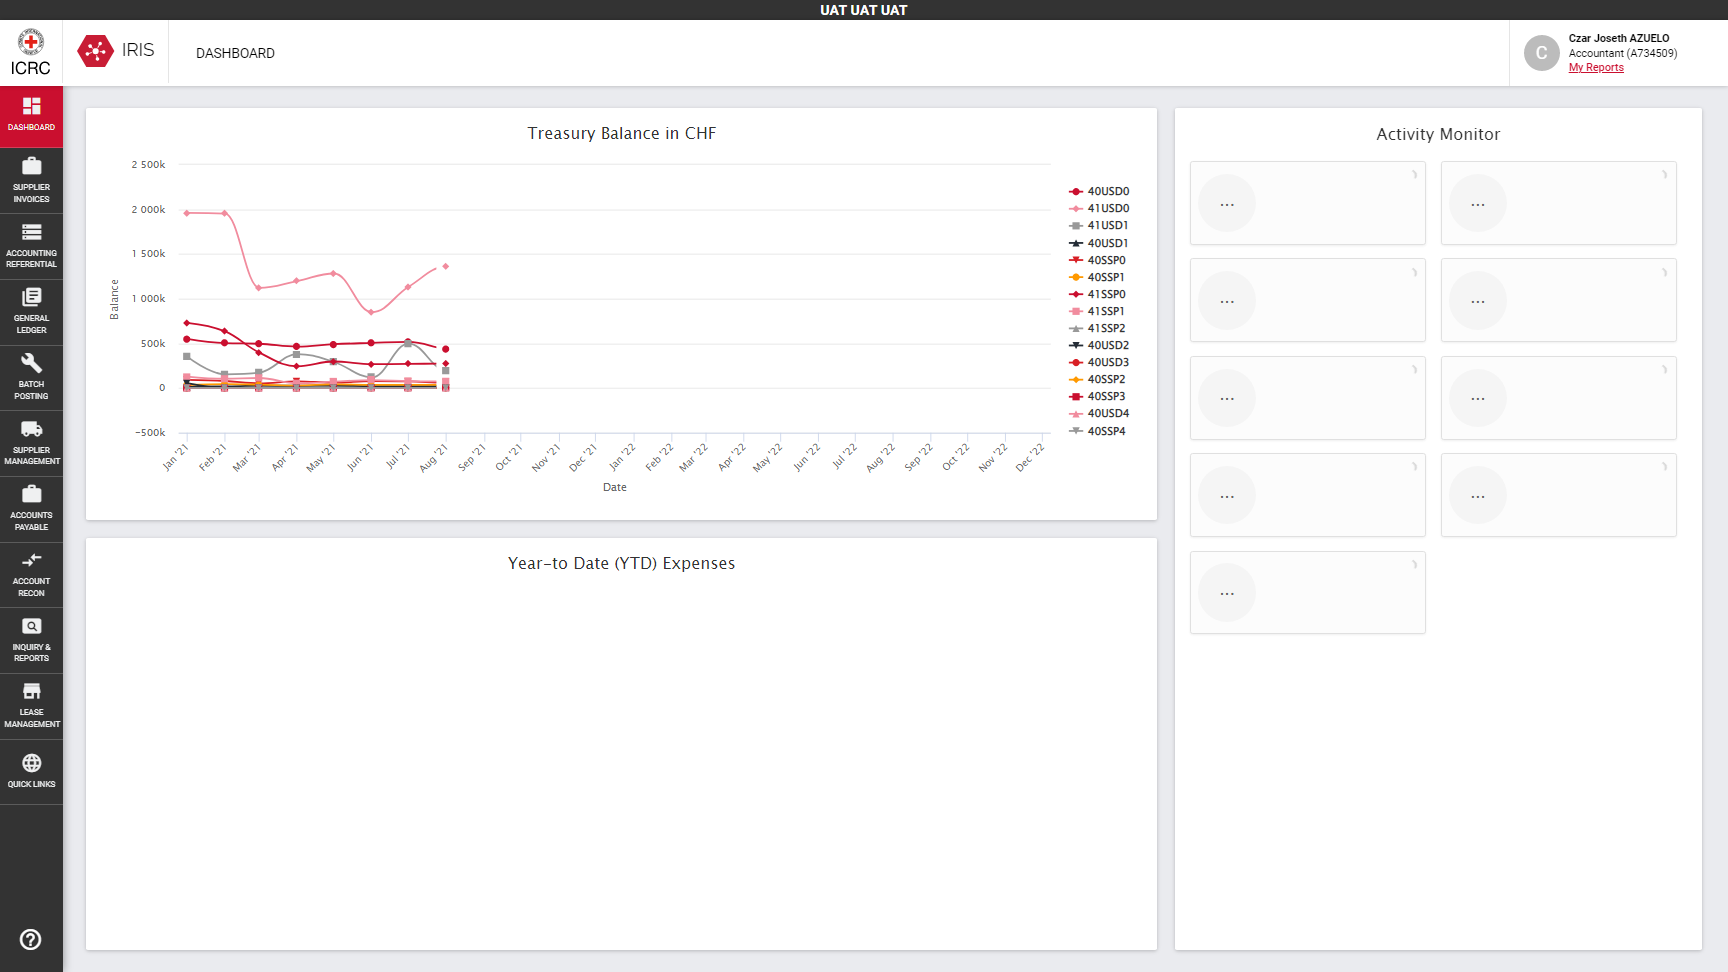 UAT UAT UAT
ICRC
IRIS
DASHBOARD
C
Czar Joseth AZUELO
Accountant (A734509)
My Reports
DASHBOARD
SUPPLIER
INVOICES
ACCOUNTING
REFERENTIAL
GENERAL
LEDGER
BATCH
POSTING
SUPPLIER
MANAGEMENT
ACCOUNTS
PAYABLE
ACCOUNT
RECON
INQUIRY &
REPORTS
LEASE
MANAGEMENT
QUICK LINKS
Treasury Balance in CHF
2 500k
2 000k
1 500k
1 000k
500k
0
-500k
Balance
Jan '21
Feb '21
Mar '21
Apr '21
May '21
Jun '21
Jul '21
Aug '21
Sep '21
Oct '21
Nov '21
Dec '21
Jan '22
Feb '22
Mar '22
Apr '22
May '22
Jun '22
Jul '22
Aug '22
Sep '22
Oct '22
Nov '22
Dec '22
Date
40USD0
41USD0
41USD1
40USD1
40SSP0
40SSP1
41SSP0
41SSP1
41SSP2
40USD2
40USD3
40SSP2
40SSP3
40USD4
40SSP4
Year-to Date (YTD) Expenses
Activity Monitor
...
...
...
...
...
...
...
...
...